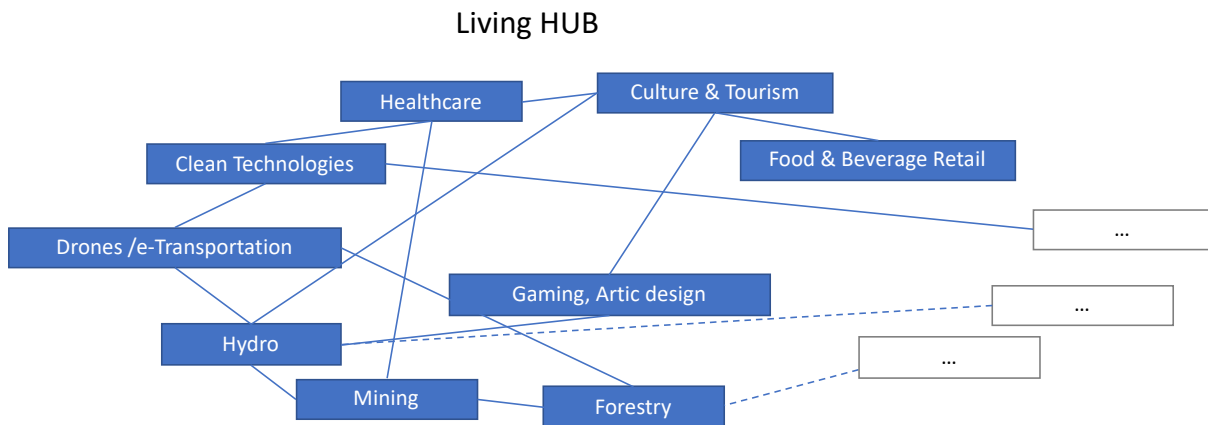 Living HUB
Healthcare
Culture & Tourism
Clean Technologies
Food & Beverage Retail
...
Drones /e-Transportation
Gaming, Artic design
...
Hydro
...
Mining
Forestry